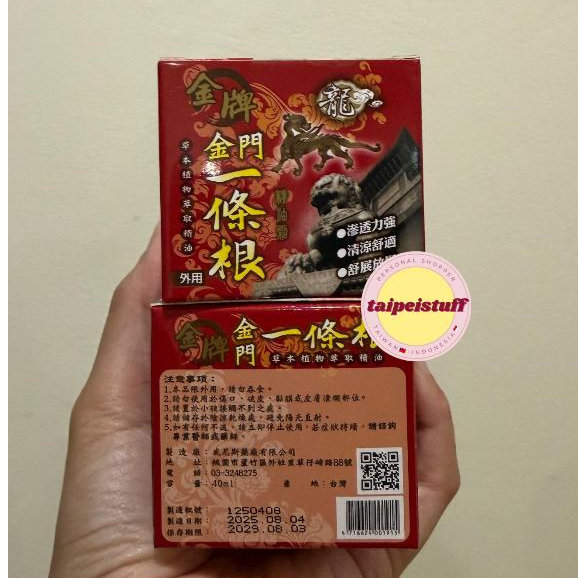 金牌
龍
金門
一條根
草本植物萃取精油
外用
●滲透力強
●清涼舒適
●舒展放
PERSONAL SHOPPER
taipeistuff
TAIWAN INDONESIA
金牌
金門
一條根
草本植物萃取精油
注意事項：
1.本品限外用，請勿吞食。
2.請勿使用於傷口、破皮、黏膜或皮膚潰爛部位。
3.請置於小孩接觸不到之處。
4.請儲存於陰涼乾燥處，避免陽光直射。
5.如有任何不適，請立即停止使用，若症狀持續，請諮詢
專業醫師或藥師。
製造廠：威尼斯藥廠有限公司
地址：桃園市蘆竹區外社里草仔崎路88號
電話：03-3248275
容量：40ml 產地：台灣
製造批號：1250408
製造日期：2025.08.04
保存期限：2029.08.03
4716624001913